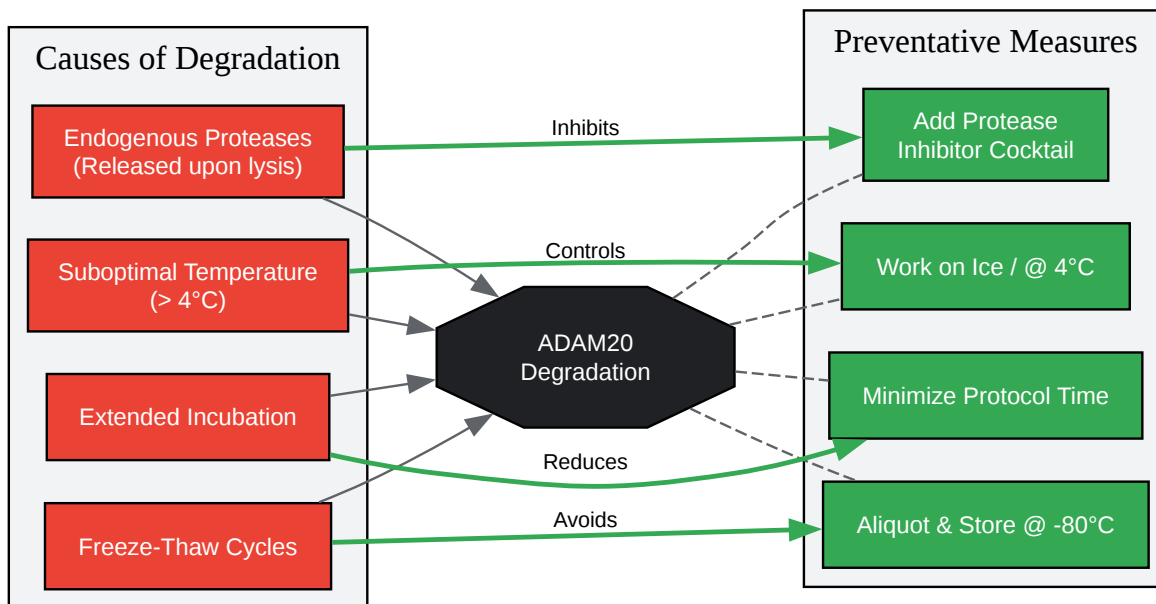 Causes of Degradation
Endogenous Proteases
(Released upon lysis)
Suboptimal Temperature
(> 4°C)
Extended Incubation
Freeze-Thaw Cycles
Inhibits
Controls
ADAM20
Degradation
Reduces
Avoids
Preventative Measures
Add Protease
Inhibitor Cocktail
Work on Ice / @ 4°C
Minimize Protocol Time
Aliquot & Store @ -80°C